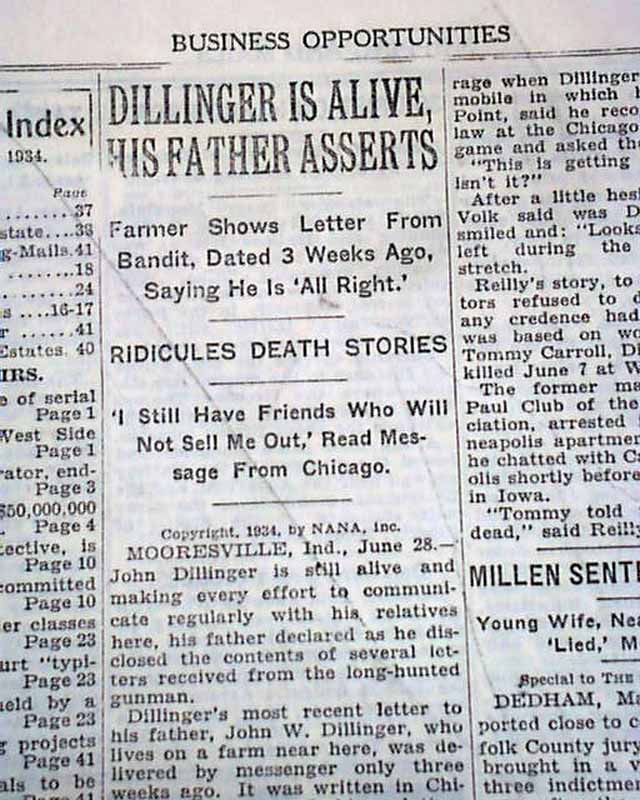 BUSINESS OPPORTUNITIES
Index
1934.
Page
........37
state....38
g-Mails.41
........18
........24
s ....16-17
r ......41
Estates. 40
IRS.
e of serial
Page 1
West Side
Page 1
rator, end-
Page 3
$50,000,000
Page 4
tective, is
Page 10
committed
Page 10
er classes
Page 23
urt "typi-
Page 23
ield by a
Page 23
g projects
Page 41
als to be
Page 41
DILLINGER IS ALIVE,
HIS FATHER ASSERTS
Farmer Shows Letter From
Bandit, Dated 3 Weeks Ago,
Saying He Is 'All Right.'
RIDICULES DEATH STORIES
'I Still Have Friends Who Will
Not Sell Me Out,' Read Mes-
sage From Chicago.
Copyright, 1934, by NANA, Inc.
MOORESVILLE, Ind., June 28.—
John Dillinger is still alive and
making every effort to communi-
cate regularly with his relatives
here, his father declared as he dis-
closed the contents of several let-
ters received from the long-hunted
gunman.
Dillinger's most recent letter to
his father, John W. Dillinger, who
lives on a farm near here, was de-
livered by messenger only three
weeks ago. It was written in Chi-
rage when Dillinger
mobile in which h
Point, said he reco
law at the Chicago
game and asked the
"This is getting
isn't it?"
After a little hesi
Volk said was D
smiled and: "Looks
left during the
stretch.
Reilly's story, to
tors refused to d
any credence had
was based on wo
Tommy Carroll, Di
killed June 7 at W
The former ma
Paul Club of the
ciation, arrested i
neapolis apartmen
he chatted with Ca
olis shortly before
in Iowa.
"Tommy told
dead," said Reilly
MILLEN SENT
Young Wife, Nea
'Lied,' M
Special to THE
DEDHAM, Ma
ported close to c
folk County jury
brought in a v
three indictment